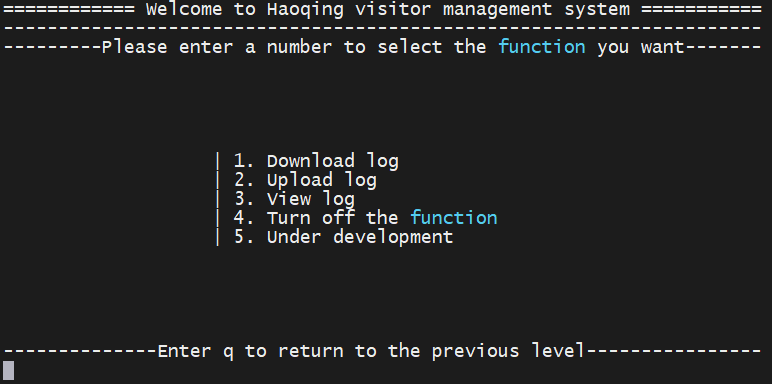 ============ Welcome to Haoqing visitor management system ===========
---------------------------------------------------------------------
---------Please enter a number to select the function you want-------
| 1. Download log
| 2. Upload log
| 3. View log
| 4. Turn off the function
| 5. Under development
--------------Enter q to return to the previous level----------------